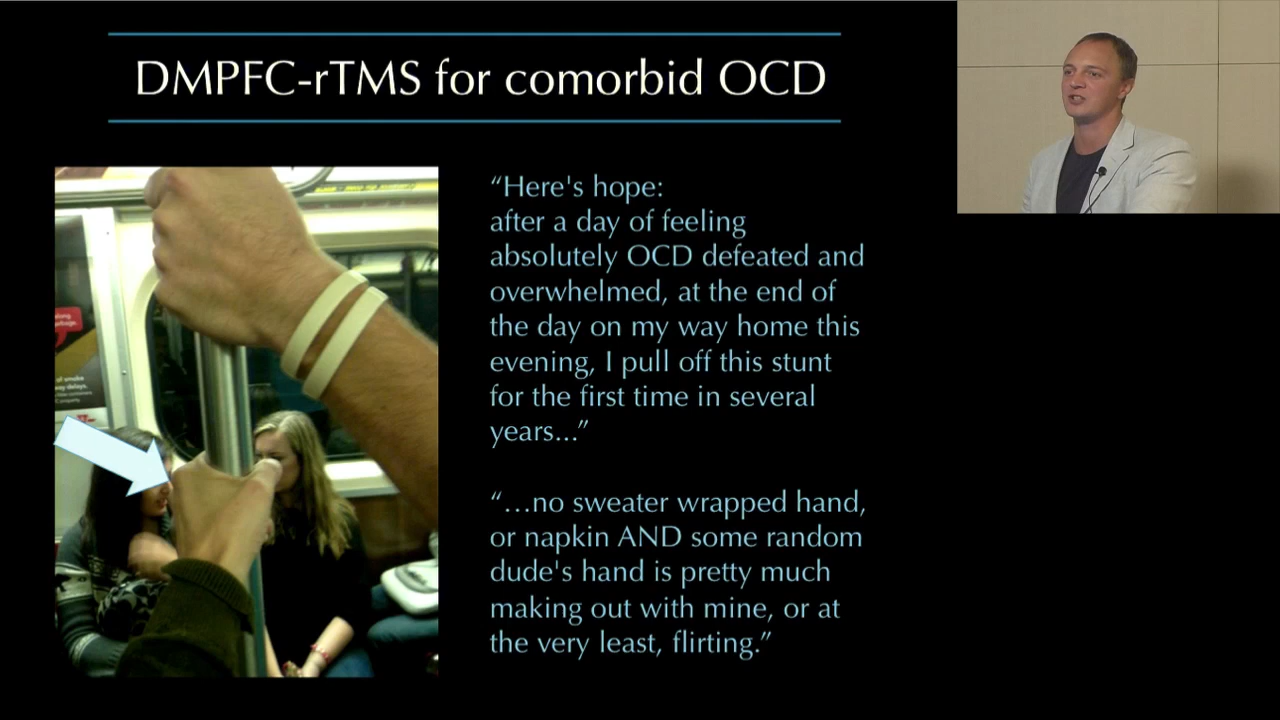 DMPFC-rTMS for comorbid OCD
“Here's hope:
after a day of feeling
absolutely OCD defeated and
overwhelmed, at the end of
the day on my way home this
evening, I pull off this stunt
for the first time in several
years...”
“...no sweater wrapped hand,
or napkin AND some random
dude's hand is pretty much
making out with mine, or at
the very least, flirting.”